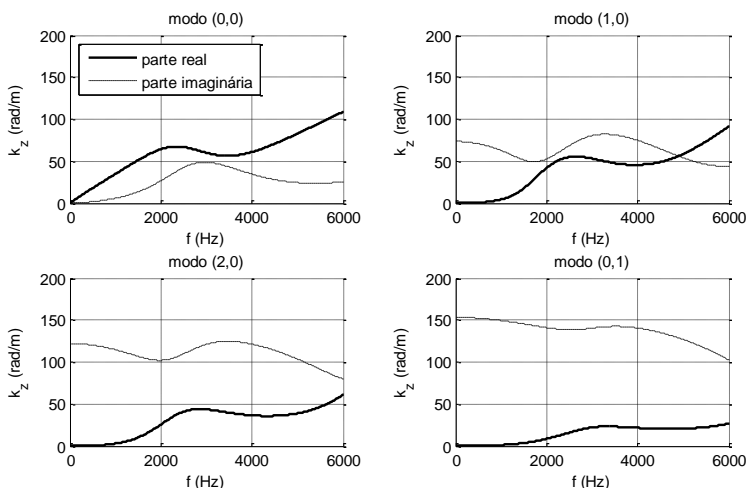 modo (0,0)
200
150
100
50
0
k_z (rad/m)
parte real
parte imaginária
0 2000 4000 6000
f (Hz)
modo (1,0)
200
150
100
50
0
k_z (rad/m)
0 2000 4000 6000
f (Hz)
modo (2,0)
200
150
100
50
0
k_z (rad/m)
0 2000 4000 6000
f (Hz)
modo (0,1)
200
150
100
50
0
k_z (rad/m)
0 2000 4000 6000
f (Hz)